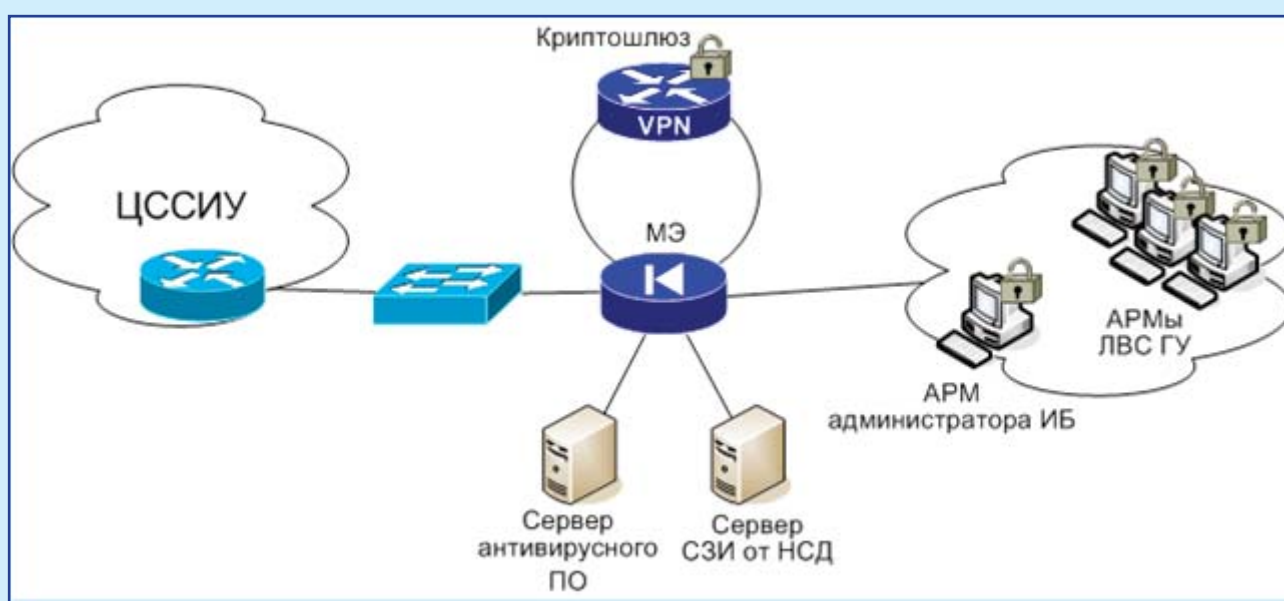 Криптошлюз
VPN
ЦССИУ
МЭ
АРМы
ЛВС ГУ
АРМ
администратора ИБ
Сервер
антивирусного
ПО
Сервер
СЗИ от НСД